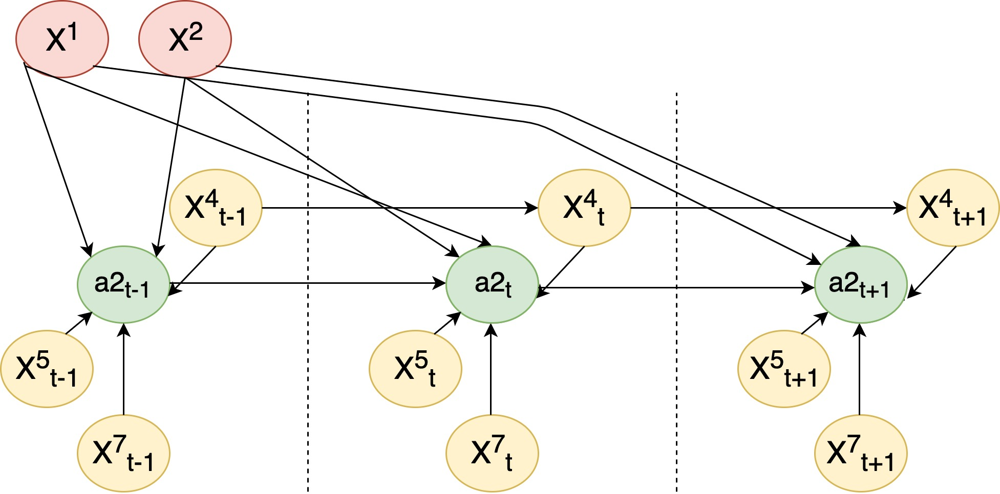 X¹
X²
X⁴t-1
X⁴t
X⁴t+1
a2t-1
a2t
a2t+1
X⁵t-1
X⁵t
X⁵t+1
X⁷t-1
X⁷t
X⁷t+1